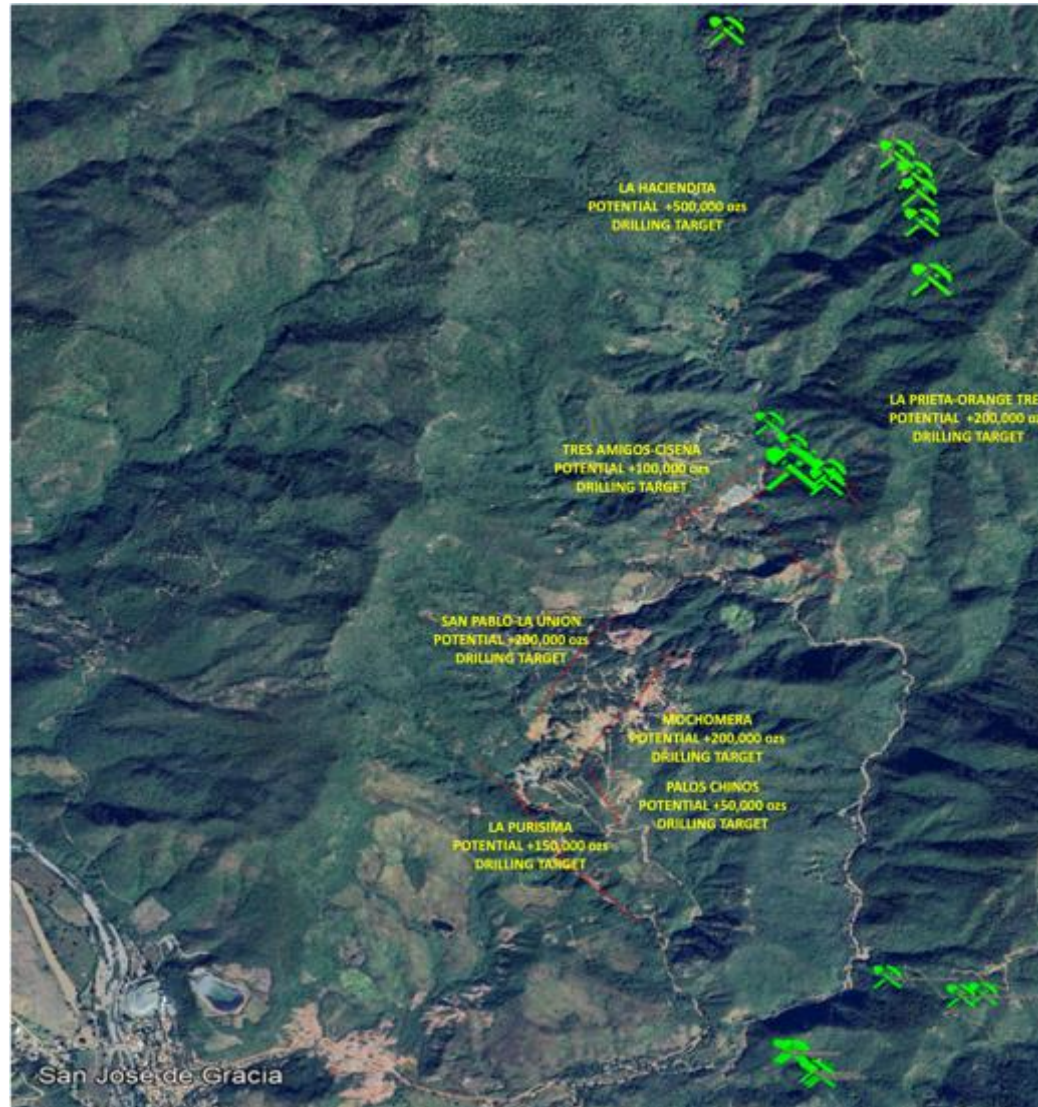 LA HACIENDITA
POTENTIAL +500,000 ozs
DRILLING TARGET
LA PRIETA-ORANGE TRE
POTENTIAL +200,000 oz
DRILLING TARGET
TRES AMIGOS-CISEÑA
POTENTIAL +100,000 ozs
DRILLING TARGET
SAN PABLO-LA UNION
POTENTIAL +200,000 ozs
DRILLING TARGET
MOCHOMERA
POTENTIAL +200,000 ozs
DRILLING TARGET
PALOS CHINOS
POTENTIAL +50,000 ozs
DRILLING TARGET
LA PURISIMA
POTENTIAL +150,000 ozs
DRILLING TARGET
San José de Gracia